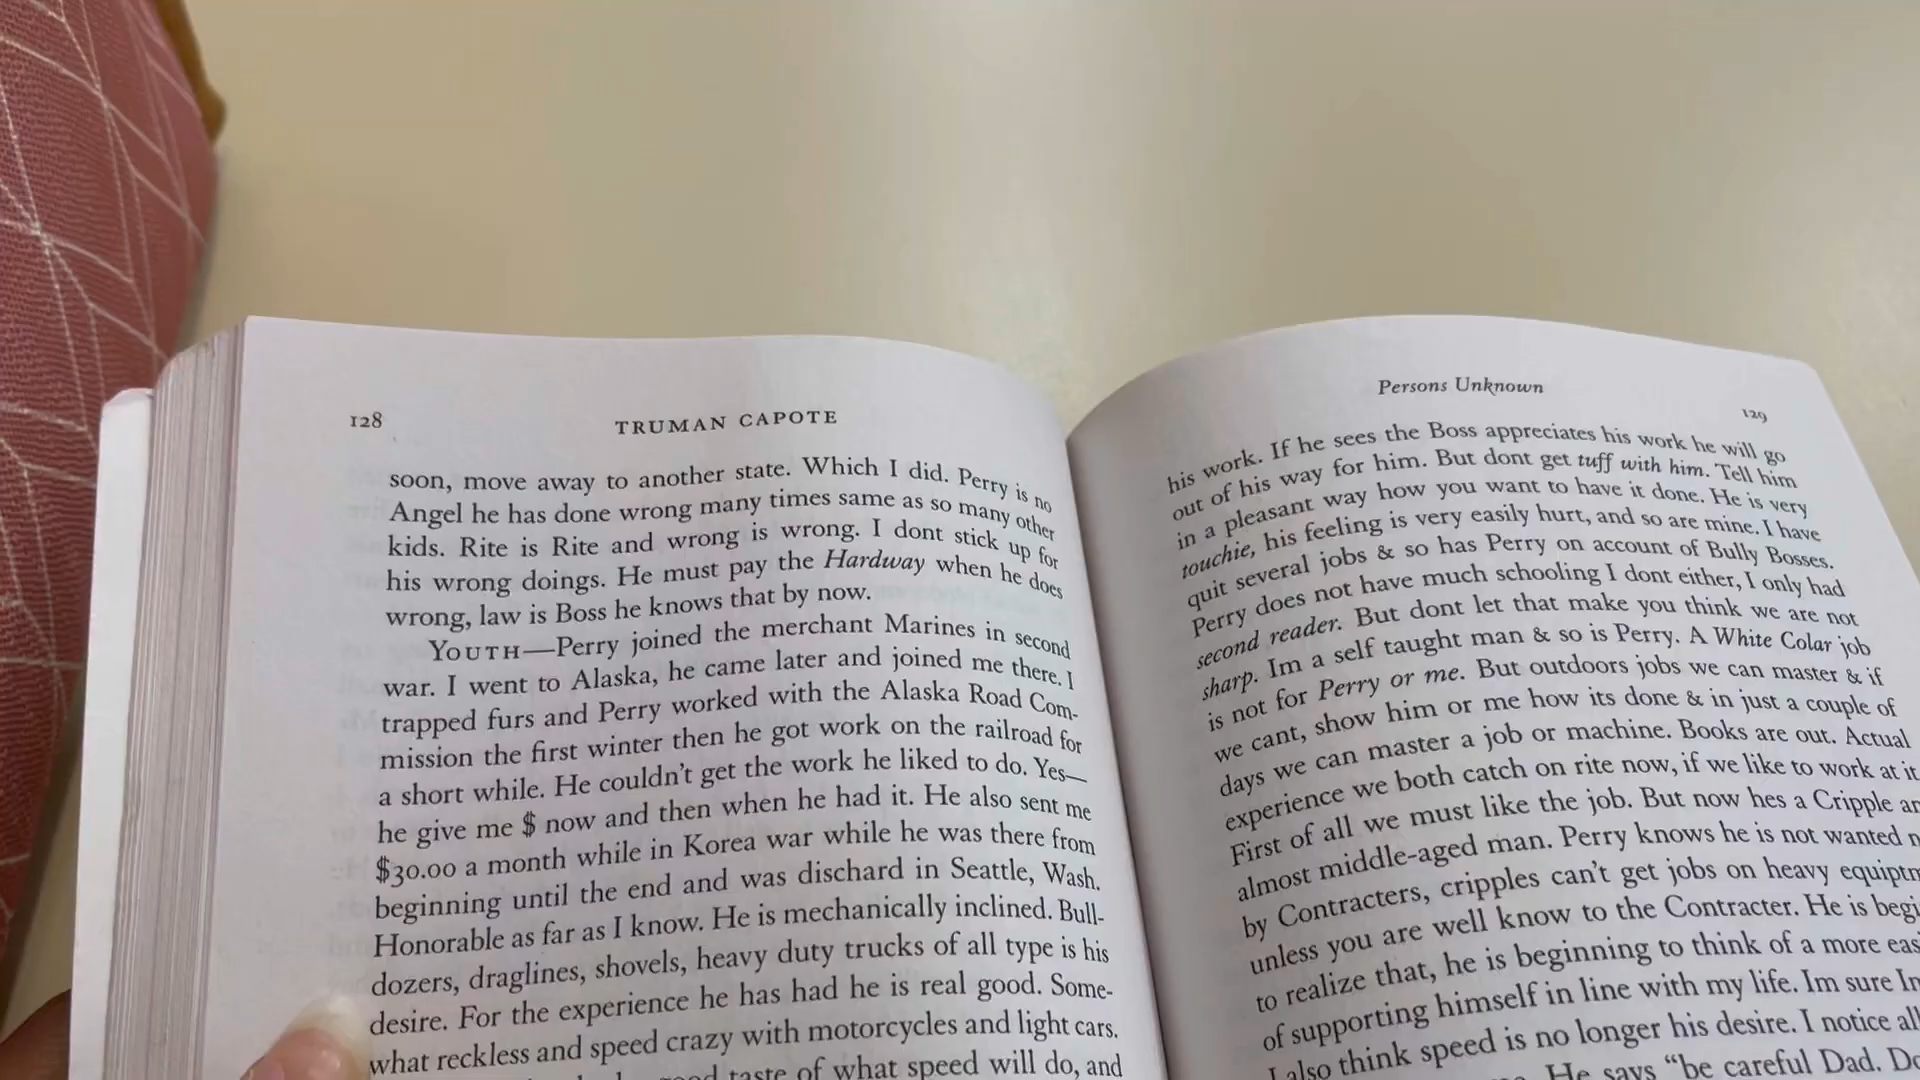 128
TRUMAN CAPOTE
soon, move away to another state. Which I did. Perry is no
Angel he has done wrong many times same as so many other
kids. Rite is Rite and wrong is wrong. I dont stick up for
his wrong doings. He must pay the Hardway when he does
wrong, law is Boss he knows that by now.
YOUTH—Perry joined the merchant Marines in second
war. I went to Alaska, he came later and joined me there. I
trapped furs and Perry worked with the Alaska Road Com-
mission the first winter then he got work on the railroad for
a short while. He couldn't get the work he liked to do. Yes—
he give me $ now and then when he had it. He also sent me
$30.00 a month while in Korea war while he was there from
beginning until the end and was dischard in Seattle, Wash.
Honorable as far as I know. He is mechanically inclined. Bull-
dozers, draglines, shovels, heavy duty trucks of all type is his
desire. For the experience he has had he is real good. Some-
what reckless and speed crazy with motorcycles and light cars.
taste of what speed will do, and
Persons Unknown
129
his work. If he sees the Boss appreciates his work he will go
out of his way for him. But dont get tuff with him. Tell him
in a pleasant way how you want to have it done. He is very
touchie, his feeling is very easily hurt, and so are mine. I have
quit several jobs & so has Perry on account of Bully Bosses.
Perry does not have much schooling I dont either, I only had
second reader. But dont let that make you think we are not
sharp. Im a self taught man & so is Perry. A White Colar job
is not for Perry or me. But outdoors jobs we can master & if
we cant, show him or me how its done & in just a couple of
days we can master a job or machine. Books are out. Actual
experience we both catch on rite now, if we like to work at it.
First of all we must like the job. But now hes a Cripple
almost middle-aged man. Perry knows he is not wanted
by Contracters, cripples can't get jobs on heavy
unless you are well know to the Contracter. He is
to realize that, he is beginning to think of a more
of supporting himself in line with my life. Im sure
I also think speed is no longer his desire. I notice
He says "be careful Dad.